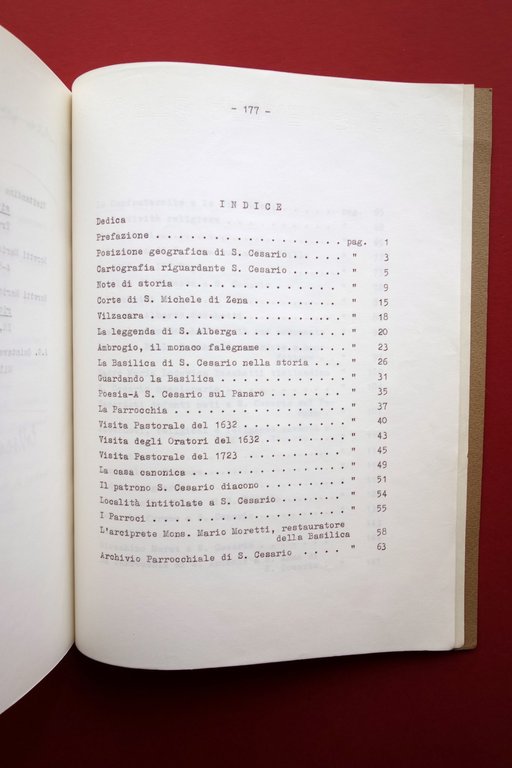 - 177 -
I N D I C E
Dedica
Prefazione . . . . . . . . . . . . . . . . . . . pag. 1
Posizione geografica di S. Cesario . . . . . " 3
Cartografia riguardante S. Cesario . . . . . " 5
Note di storia . . . . . . . . . . . . . . . " 9
Corte di S. Michele di Zena . . . . . . . . " 15
Vilzacara . . . . . . . . . . . . . . . . . " 18
La leggenda di S. Alberga . . . . . . . . . " 20
Ambrogio, il monaco falegname . . . . . . . " 23
La Basilica di S. Cesario nella storia . . . " 26
Guardando la Basilica . . . . . . . . . . . " 31
Poesia-A S. Cesario sul Panaro . . . . . . . " 35
La Parrocchia . . . . . . . . . . . . . . . " 37
Visita Pastorale del 1632 . . . . . . . . . " 40
Visita degli Oratori del 1632 . . . . . . . " 43
Visita Pastorale del 1723 . . . . . . . . . " 45
La casa canonica . . . . . . . . . . . . . . " 49
Il patrono S. Cesario diacono . . . . . . . " 51
Località intitolate a S. Cesario . . . . . . " 54
I Parroci . . . . . . . . . . . . . . . . . " 55
L'arciprete Mons. Mario Moretti, restauratore
della Basilica " 58
Archivio Parrocchiale di S. Cesario . . . . " 63